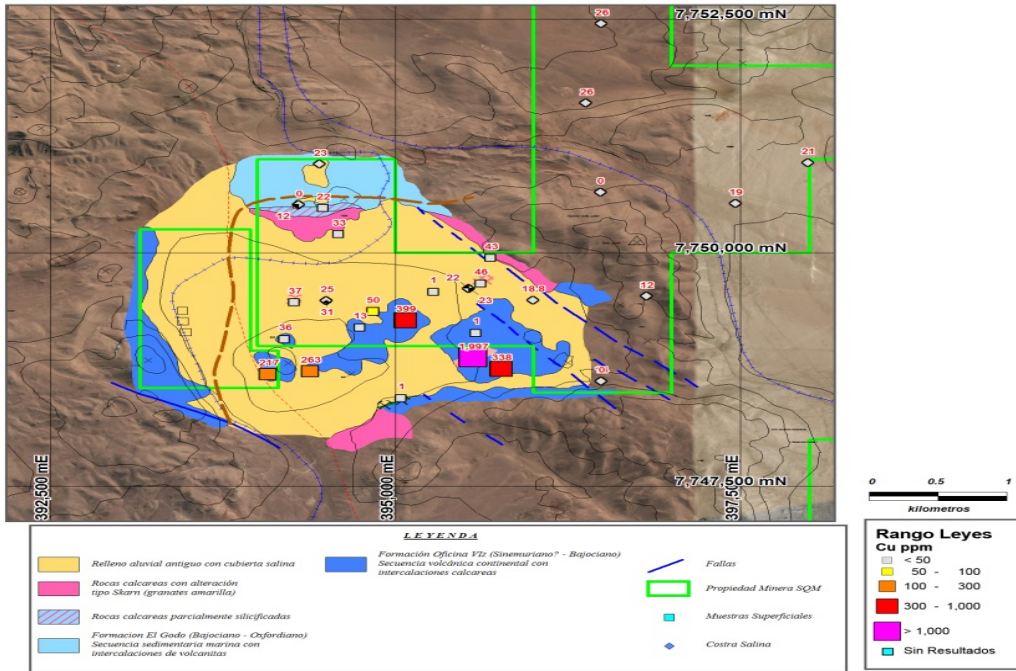 26
7,752,500 mN
26
23
21
0
0
22
19
12
33
43
7,750,000 mN
22
46
37
25
1
18.8
12
31
50
23
399
13
1
36
1,997
217
263
338
1
392,500 mE
395,000 mE
7,747,500 mN
397,500 mE
0 0.5 1
kilometros
LEYENDA
Relleno aluvial antiguo con cubierta salina
Rocas calcareas con alteración
tipo Skarn (granates amarilla)
Rocas calcareas parcialmente silicificadas
Formacion El Godo (Bajociano - Oxfordiano)
Secuencia sedimentaria marina con
intercalaciones de volcanitas
Formación Oficina VIz (Sinemuriano? - Bajociano)
Secuencia volcánica continental con
intercalaciones calcareas
Fallas
Propiedad Minera SQM
Muestras Superficiales
Costra Salina
Rango Leyes
Cu ppm
< 50
50 - 100
100 - 300
300 - 1,000
> 1,000
Sin Resultados